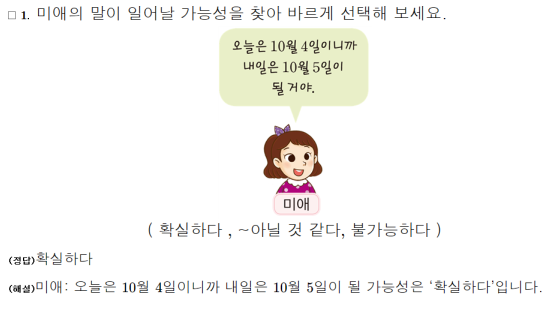 □ 1. 미애의 말이 일어날 가능성을 찾아 바르게 선택해 보세요.
오늘은 10월 4일이니까
내일은 10월 5일이
될 거야.
미애
( 확실하다 , ~아닐 것 같다, 불가능하다 )
(정답)확실하다
(해설)미애: 오늘은 10월 4일이니까 내일은 10월 5일이 될 가능성은 ‘확실하다’입니다.